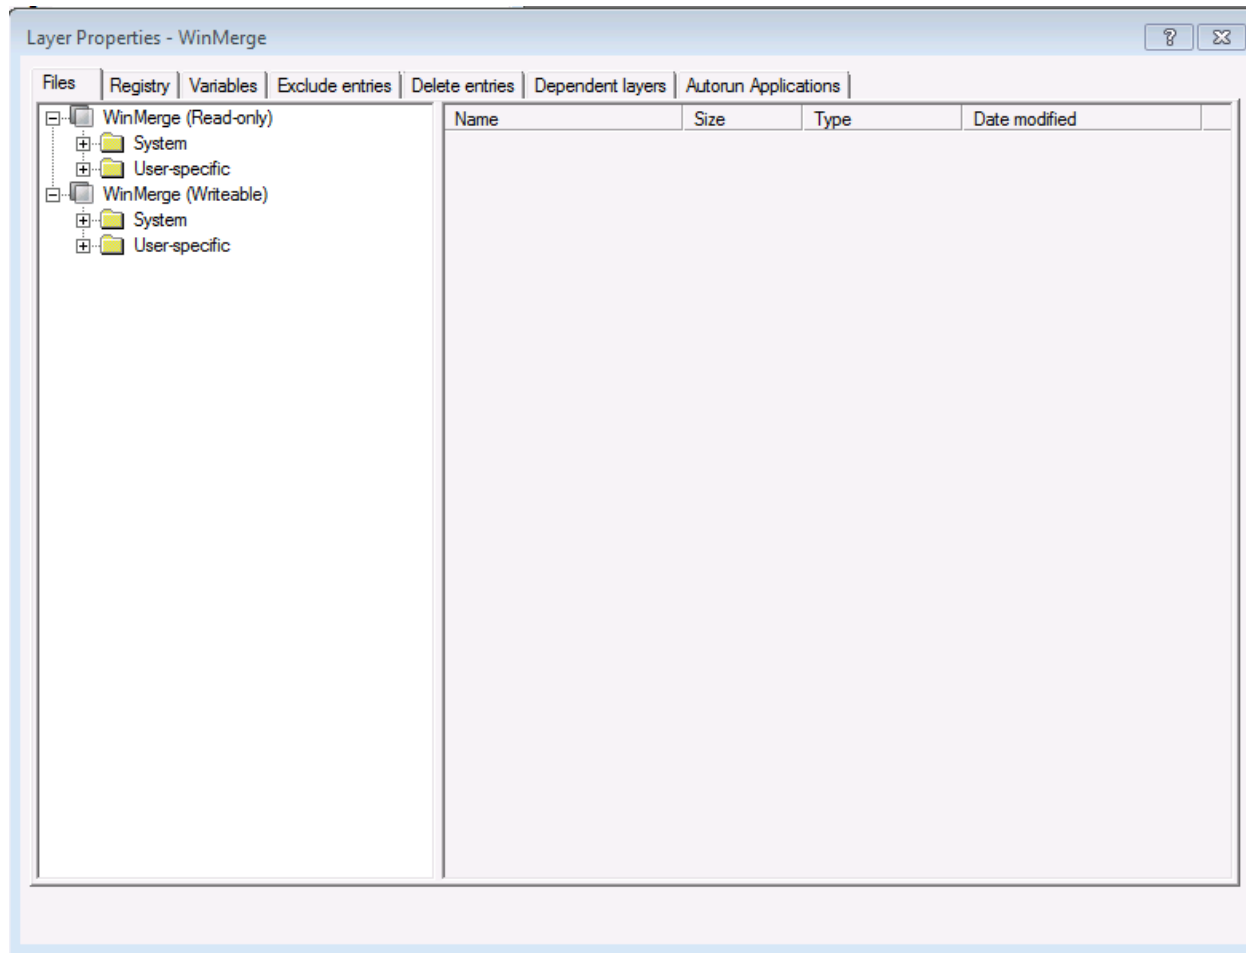 Layer Properties - WinMerge
Files Registry Variables Exclude entries Delete entries Dependent layers Autorun Applications
WinMerge (Read-only)
System
User-specific
WinMerge (Writeable)
System
User-specific
Name Size Type Date modified